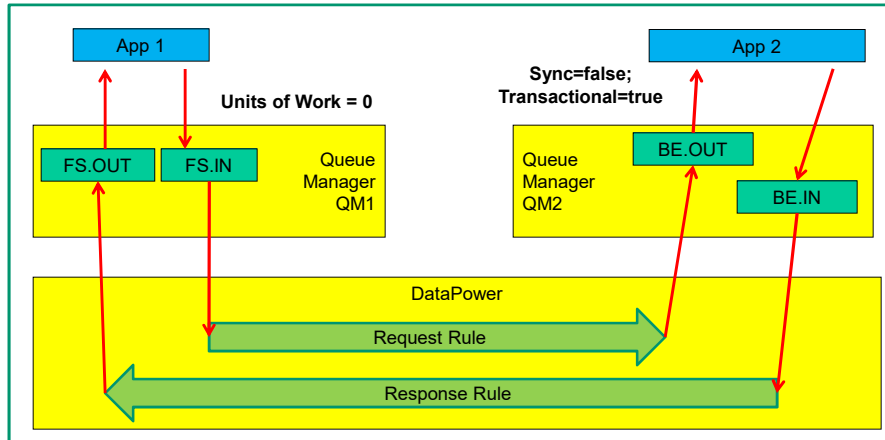 App 1
App 2
Sync=false;
Transactional=true
Units of Work = 0
FS.OUT
FS.IN
Queue
Manager
QM1
Queue
Manager
QM2
BE.OUT
BE.IN
DataPower
Request Rule
Response Rule